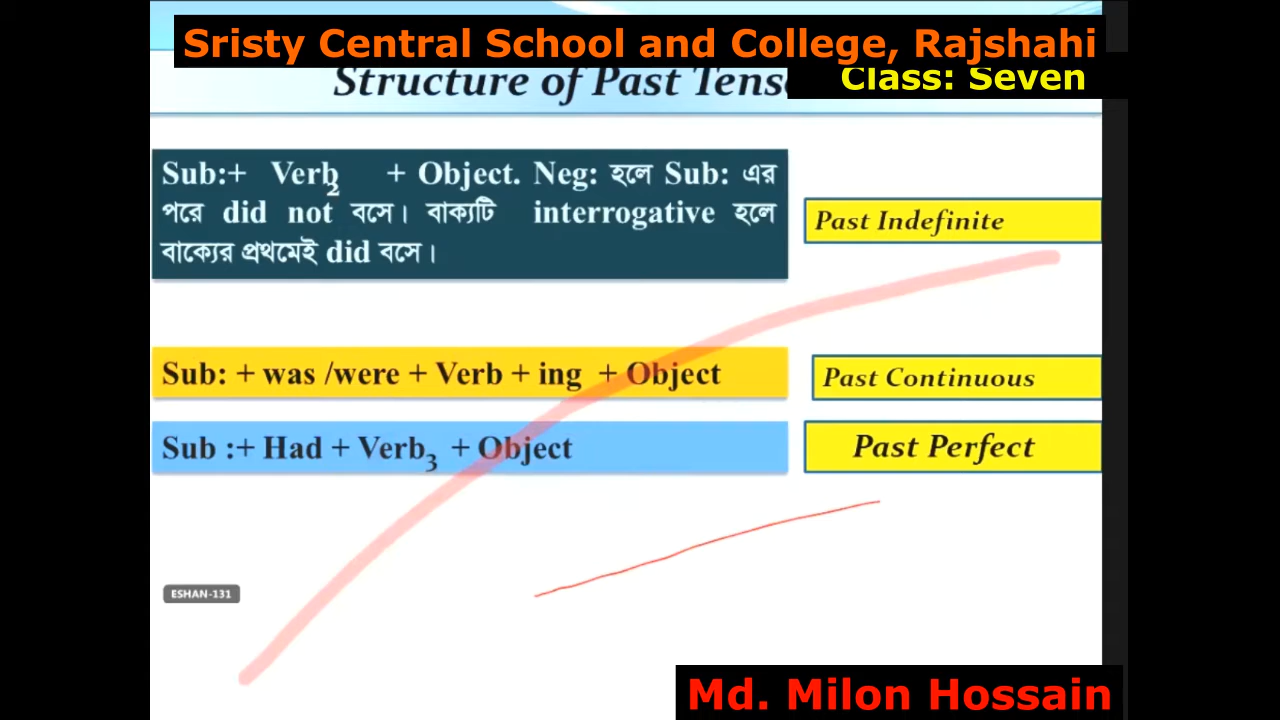 Sristy Central School and College, Rajshahi
Structure of Past Tense
Class: Seven
Sub:+ Verb2 + Object. Neg: হলে Sub: এর
পরে did not বসে। বাক্যটি interrogative হলে
বাক্যের প্রথমেই did বসে।
Past Indefinite
Sub: + was /were + Verb + ing + Object
Past Continuous
Sub :+ Had + Verb3 + Object
Past Perfect
ESHAN-131
Md. Milon Hossain